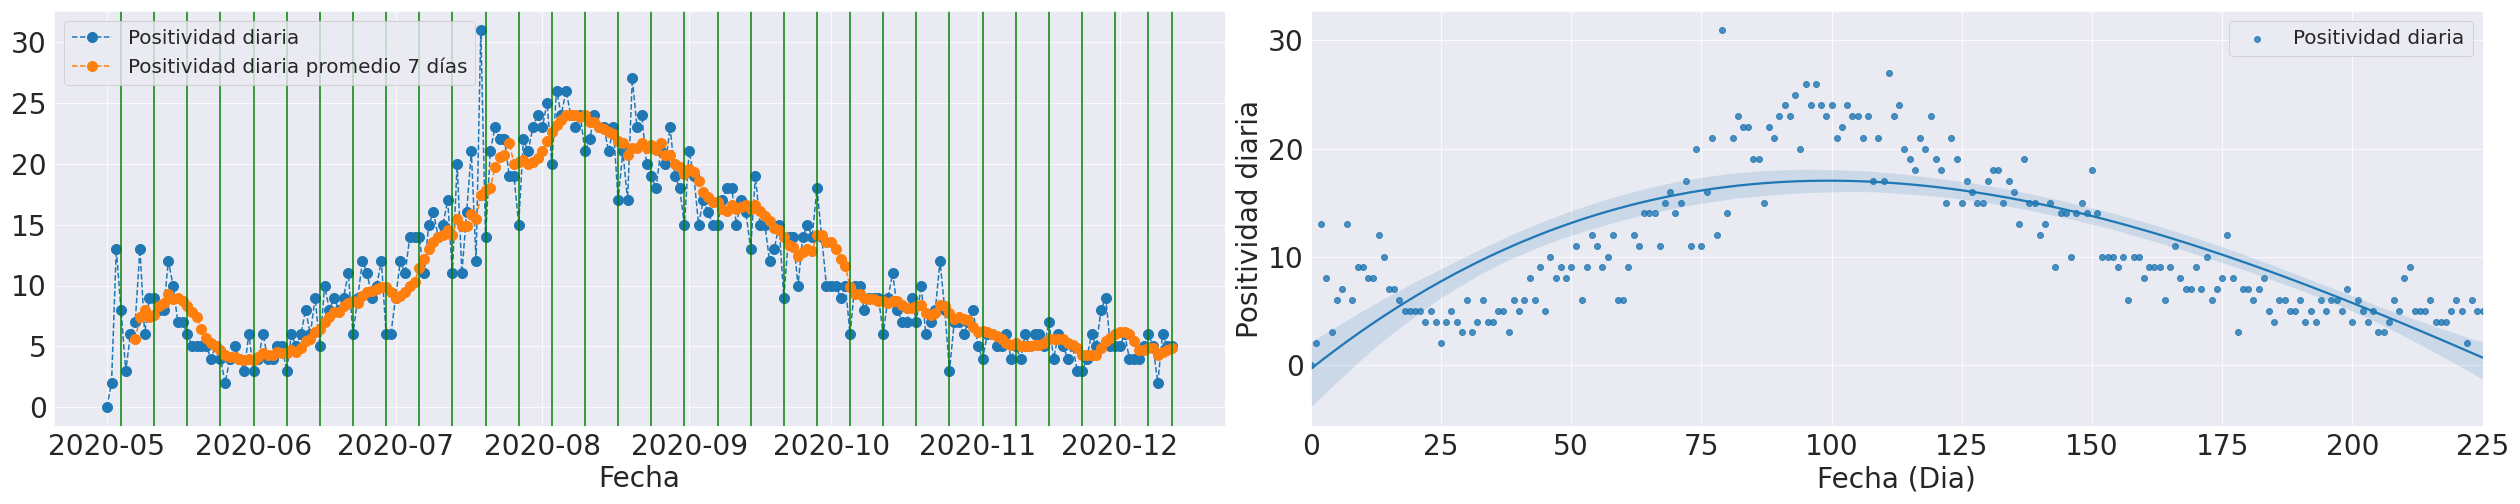 Positividad diaria
Positividad diaria promedio 7 días
30
25
20
15
10
5
0
2020-05 2020-06 2020-07 2020-08 2020-09 2020-10 2020-11 2020-12
Fecha
Positividad diaria
Positividad diaria
30
20
10
0
0 25 50 75 100 125 150 175 200 225
Fecha (Dia)